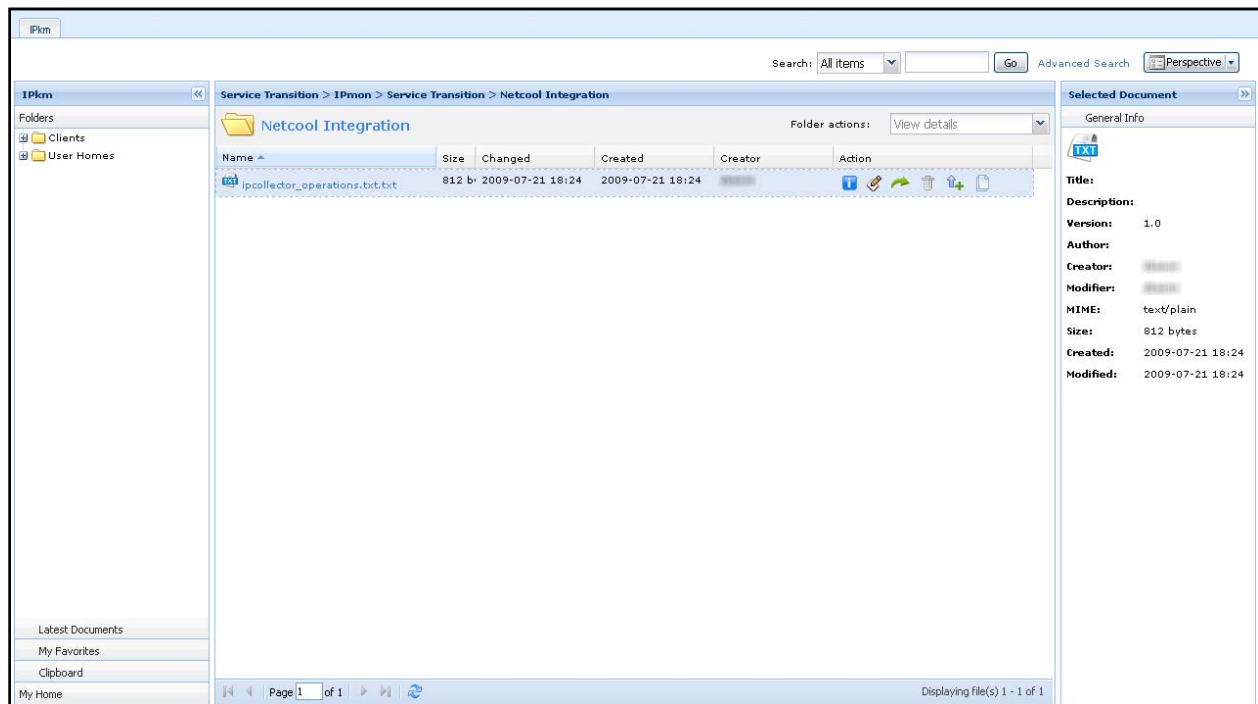 IPkm
Search: All items Go Advanced Search Perspective
IPkm
Folders
Clients
User Homes
Latest Documents
My Favorites
Clipboard
My Home
Service Transition > IPmon > Service Transition > Netcool Integration
Netcool Integration
Folder actions: View details
Name Size Changed Created Creator Action
TXT ipcollector_operations.txt.txt 812 b 2009-07-21 18:24 2009-07-21 18:24
Page 1 of 1
Displaying file(s) 1 - 1 of 1
Selected Document
General Info
TXT
Title:
Description:
Version: 1.0
Author:
Creator:
Modifier:
MIME: text/plain
Size: 812 bytes
Created: 2009-07-21 18:24
Modified: 2009-07-21 18:24